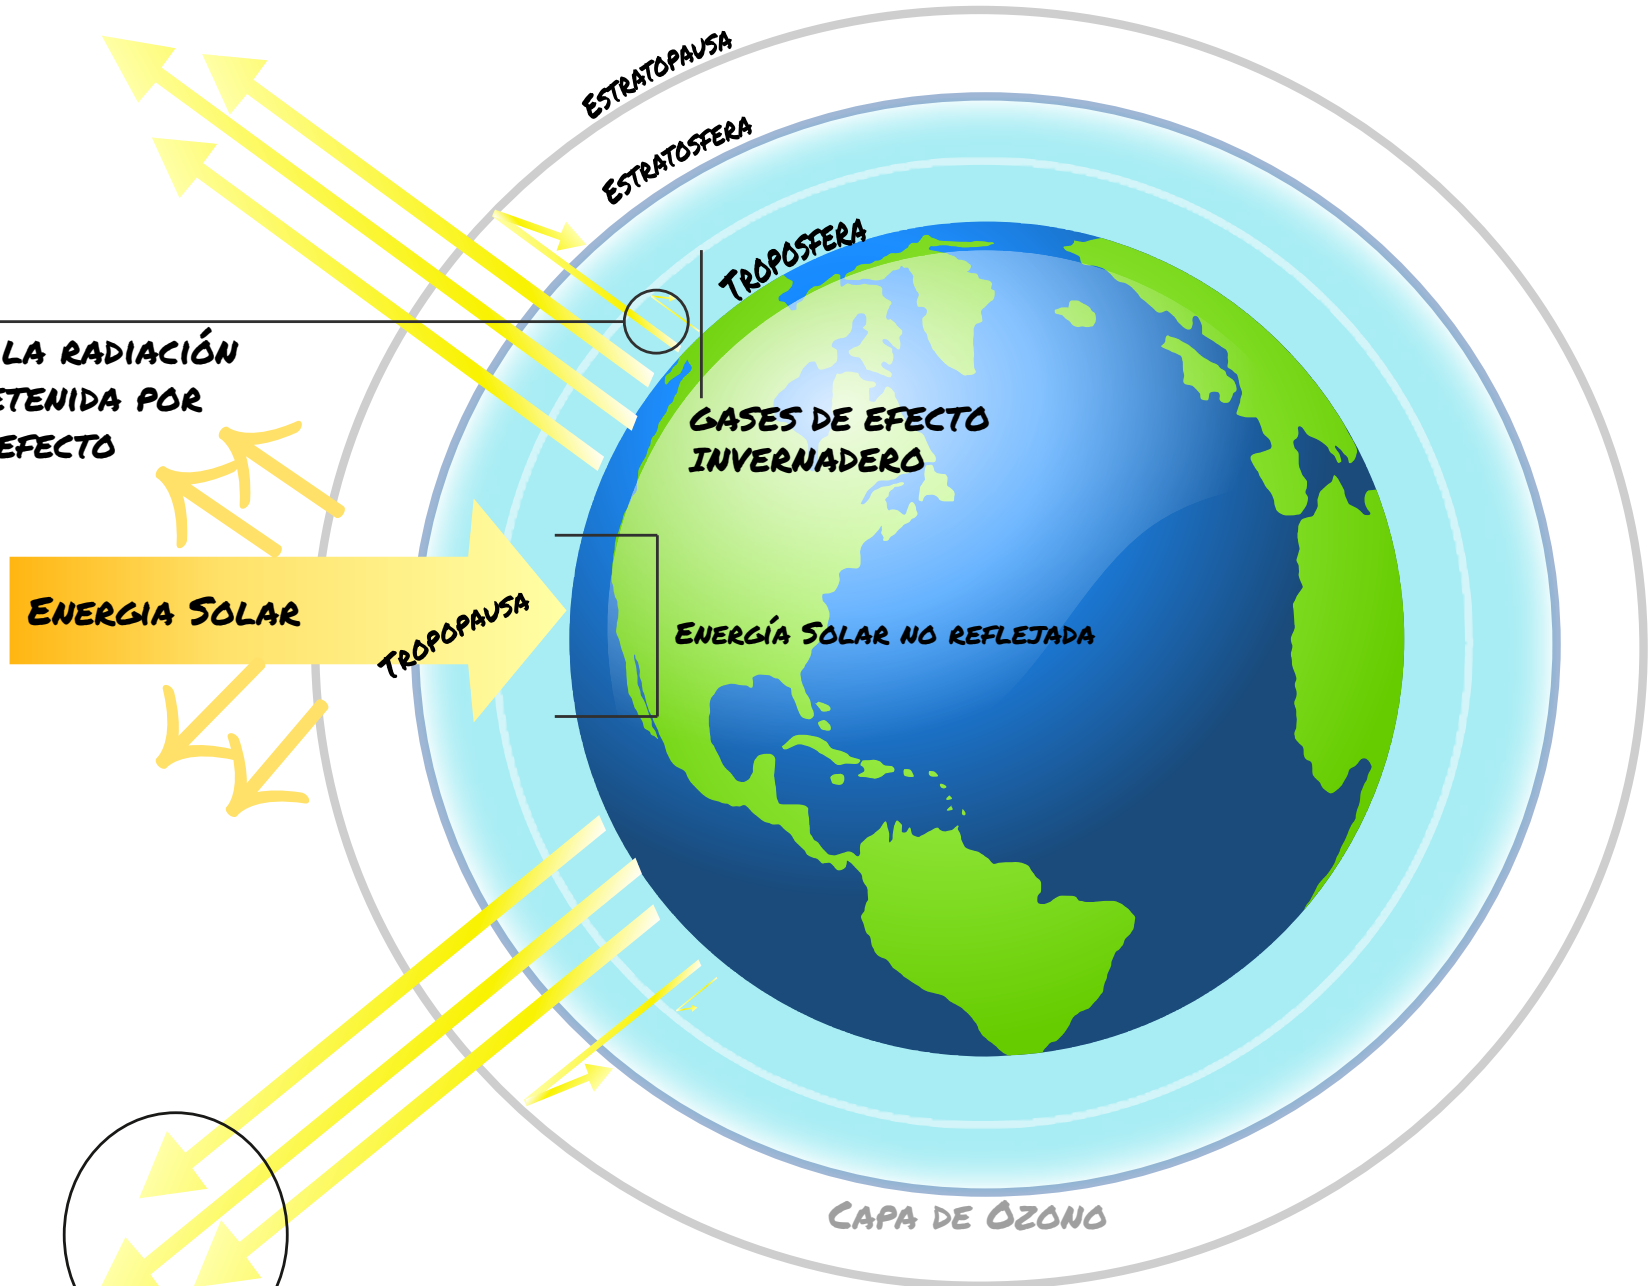 Estratopausa
Estratosfera
Troposfera
la radiación
etenida por
efecto
gases de efecto
invernadero
Energia Solar
Tropopausa
Energía Solar no reflejada
Capa de Ozono